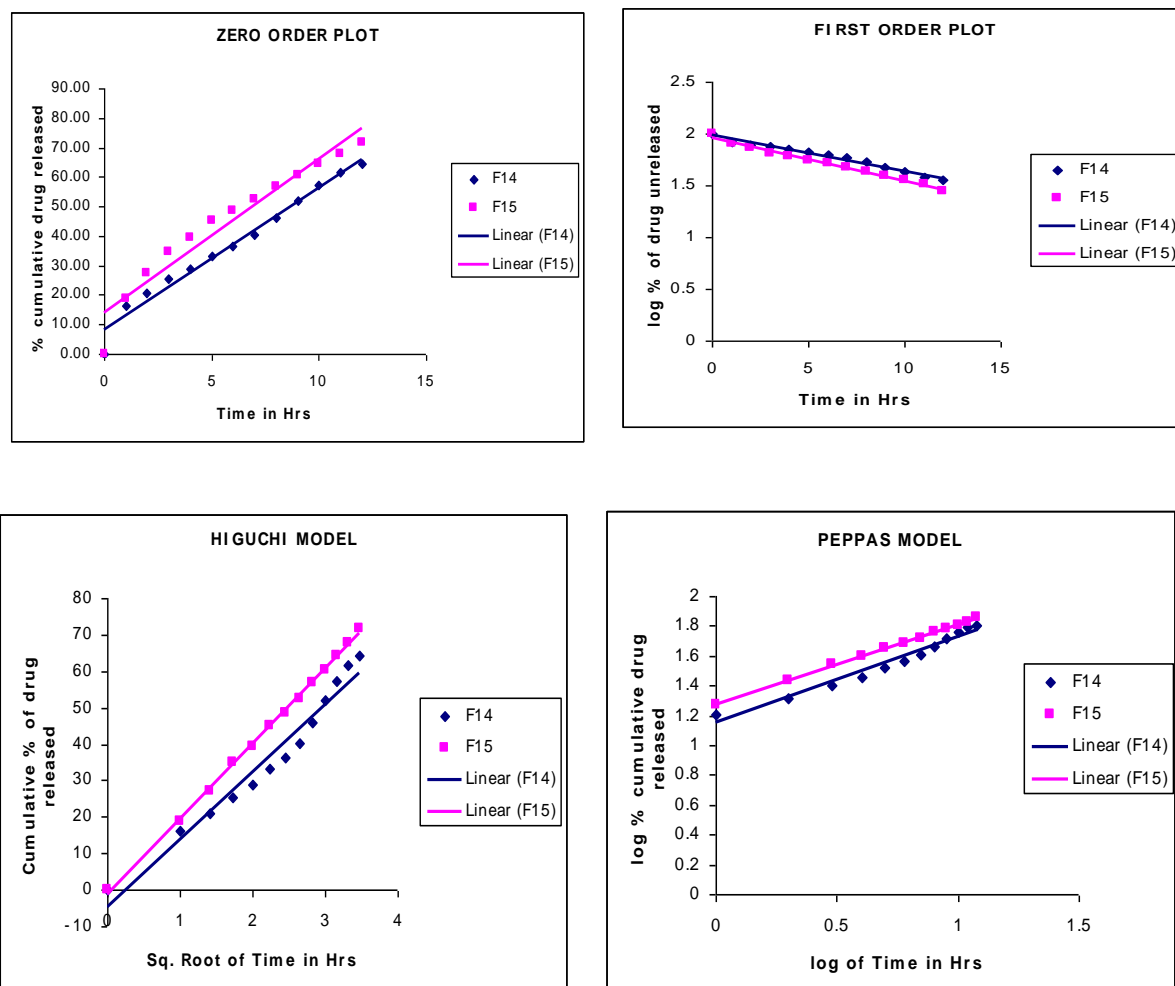 ZERO ORDER PLOT
90.00
80.00
70.00
60.00
50.00
40.00
30.00
20.00
10.00
0.00
% cumulative drug released
0 5 10 15
Time in Hrs
F14
F15
Linear (F14)
Linear (F15)
FIRST ORDER PLOT
2.5
2
1.5
1
0.5
0
log % of drug unreleased
0 5 10 15
Time in Hrs
F14
F15
Linear (F14)
Linear (F15)
HIGUCHI MODEL
80
70
60
50
40
30
20
10
0
-10
Cumulative % of drug
released
0 1 2 3 4
Sq. Root of Time in Hrs
F14
F15
Linear (F14)
Linear (F15)
PEPPAS MODEL
2
1.8
1.6
1.4
1.2
1
0.8
0.6
0.4
0.2
0
log % cumulative drug
released
0 0.5 1 1.5
log of Time in Hrs
F14
F15
Linear (F14)
Linear (F15)